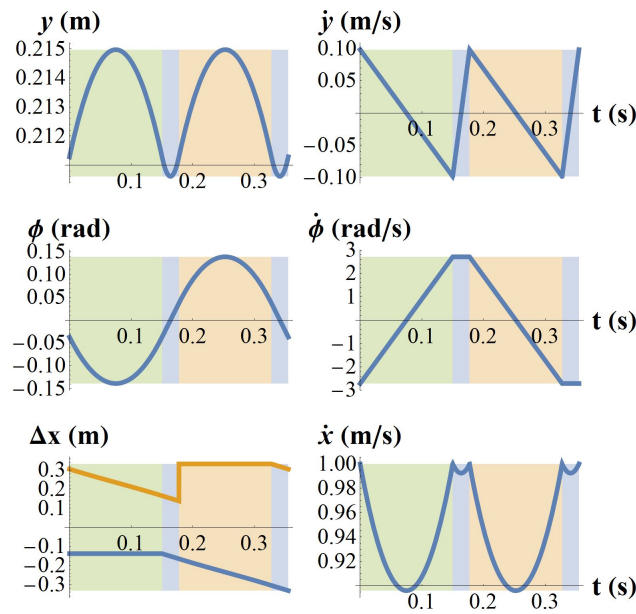 y (m)
0.215
0.214
0.213
0.212
0.1 0.2 0.3
ẏ (m/s)
0.10
0.05
0.1 0.2 0.3 t (s)
-0.05
-0.10
ϕ (rad)
0.15
0.10
0.05
0.1 0.2 0.3
-0.05
-0.10
-0.15
ϕ̇ (rad/s)
3
2
1
0.1 0.2 0.3 t (s)
-1
-2
-3
Δx (m)
0.3
0.2
0.1
0.1 0.2 0.3
-0.1
-0.2
-0.3
ẋ (m/s)
1.00
0.98
0.96
0.94
0.92
0.1 0.2 0.3 t (s)